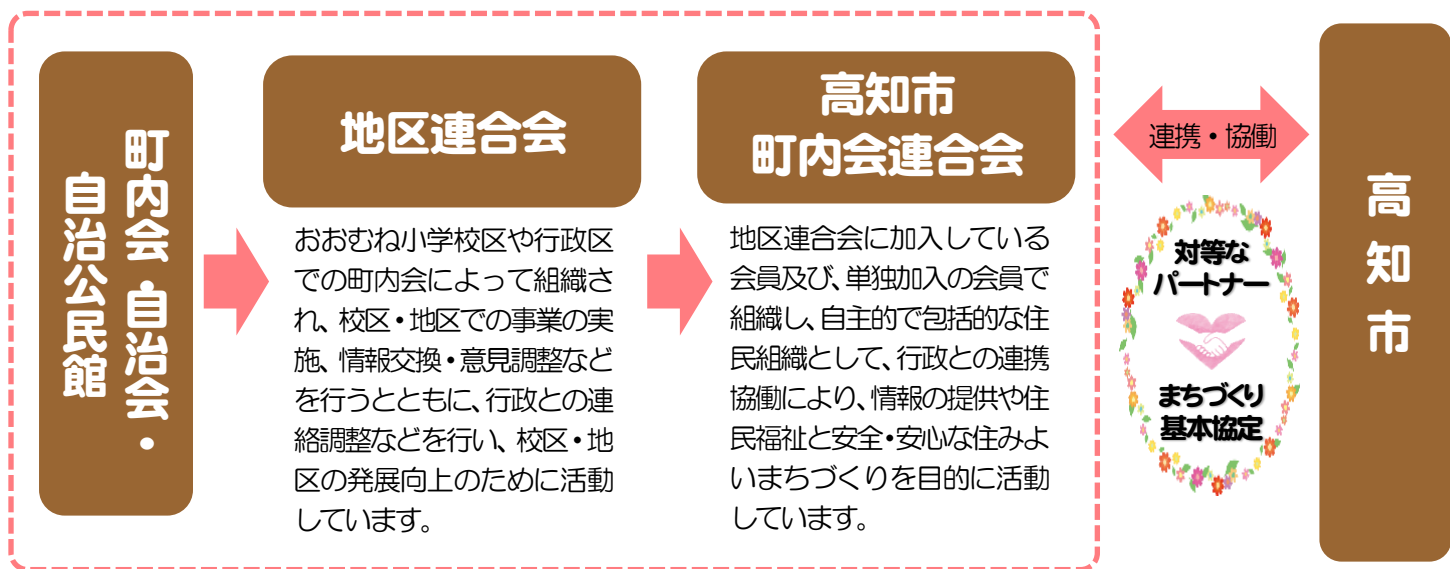 町内会 自治会・
自治公民館
地区連合会
おおむね小学校区や行政区
での町内会によって組織さ
れ、校区・地区での事業の実
施、情報交換・意見調整など
を行うとともに、行政との連
絡調整などを行い、校区・地
区の発展向上のために活動
しています。
高知市
町内会連合会
地区連合会に加入している
会員及び、単独加入の会員で
組織し、自主的で包括的な住
民組織として、行政との連携
協働により、情報の提供や住
民福祉と安全・安心な住みよ
いまちづくりを目的に活動
しています。
連携・協働
対等な
パートナー
まちづくり
基本協定
高知市